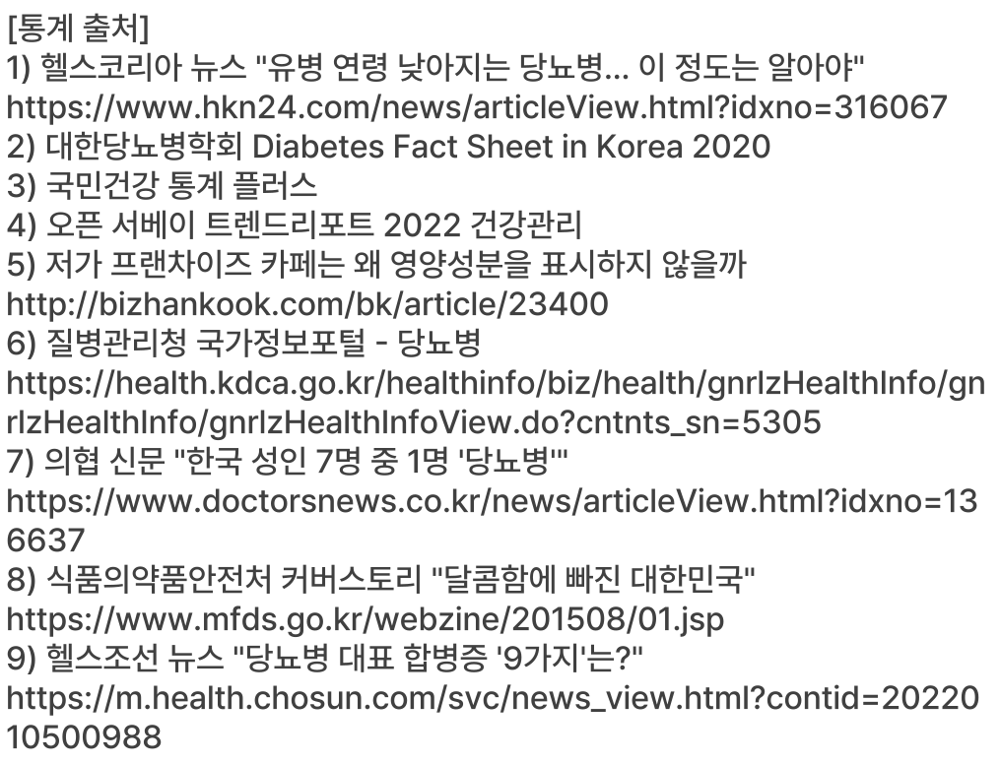 [통계 출처]
1) 헬스코리아 뉴스 "유병 연령 낮아지는 당뇨병... 이 정도는 알아야"
https://www.hkn24.com/news/articleView.html?idxno=316067
2) 대한당뇨병학회 Diabetes Fact Sheet in Korea 2020
3) 국민건강 통계 플러스
4) 오픈 서베이 트렌드리포트 2022 건강관리
5) 저가 프랜차이즈 카페는 왜 영양성분을 표시하지 않을까
http://bizhankook.com/bk/article/23400
6) 질병관리청 국가정보포털 - 당뇨병
https://health.kdca.go.kr/healthinfo/biz/health/gnrlzHealthInfo/gn
rlzHealthInfo/gnrlzHealthInfoView.do?cntnts_sn=5305
7) 의협 신문 "한국 성인 7명 중 1명 '당뇨병'"
https://www.doctorsnews.co.kr/news/articleView.html?idxno=13
6637
8) 식품의약품안전처 커버스토리 "달콤함에 빠진 대한민국"
https://www.mfds.go.kr/webzine/201508/01.jsp
9) 헬스조선 뉴스 "당뇨병 대표 합병증 '9가지'는?"
https://m.health.chosun.com/svc/news_view.html?contid=20220
10500988